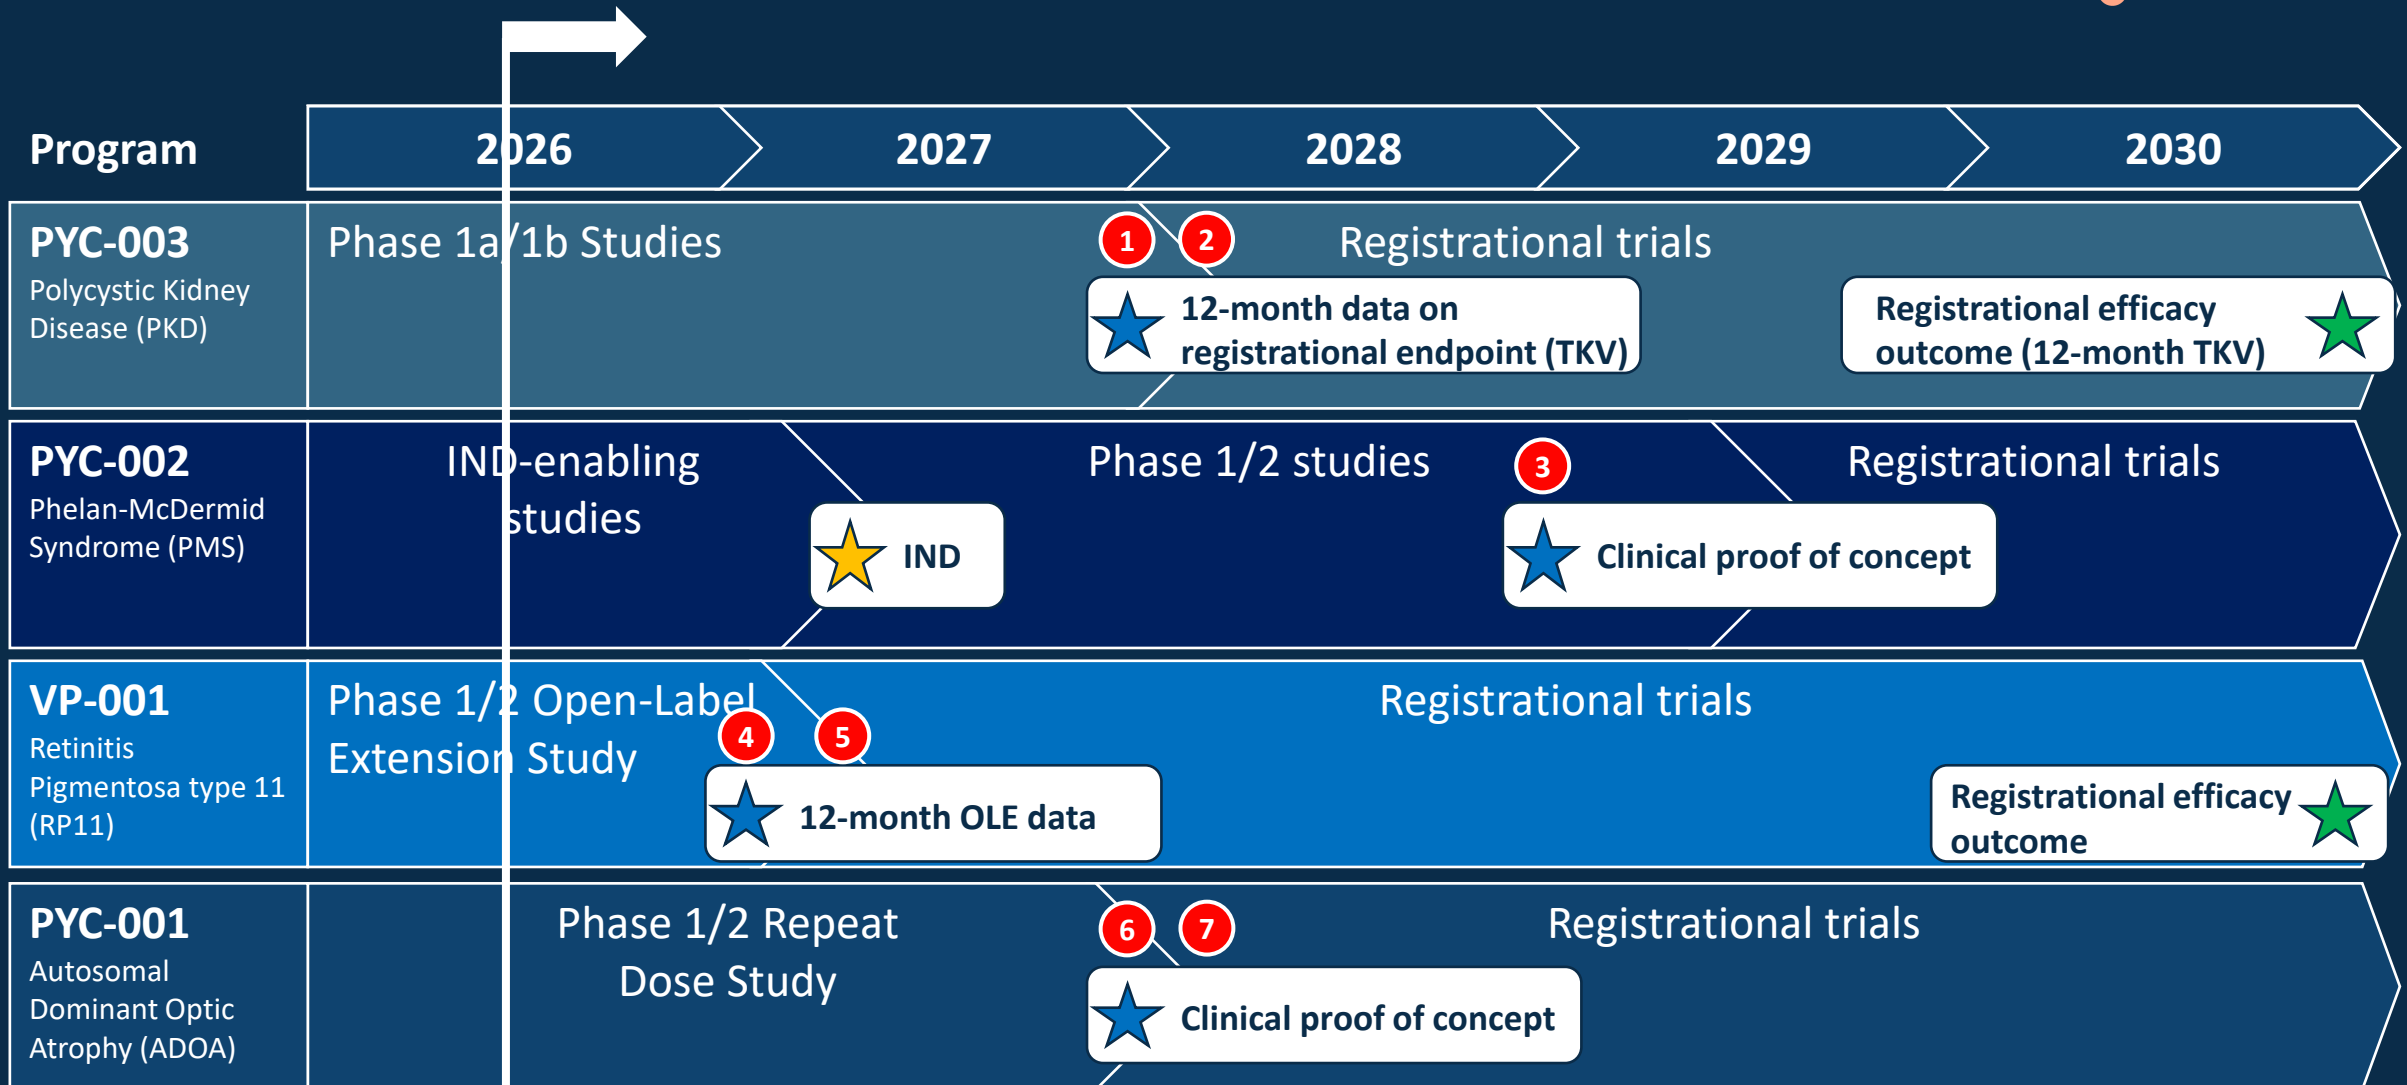 Program
2026
2027
2028
2029
2030
PYC-003
Polycystic Kidney
Disease (PKD)
Phase 1a/1b Studies
1
2
Registrational trials
12-month data on
registrational endpoint (TKV)
Registrational efficacy
outcome (12-month TKV)
PYC-002
Phelan-McDermid
Syndrome (PMS)
IND-enabling
studies
IND
Phase 1/2 studies
3
Clinical proof of concept
Registrational trials
VP-001
Retinitis
Pigmentosa type 11
(RP11)
Phase 1/2 Open-Label
Extension Study
4
5
12-month OLE data
Registrational trials
Registrational efficacy
outcome
PYC-001
Autosomal
Dominant Optic
Atrophy (ADOA)
Phase 1/2 Repeat
Dose Study
6
7
Clinical proof of concept
Registrational trials